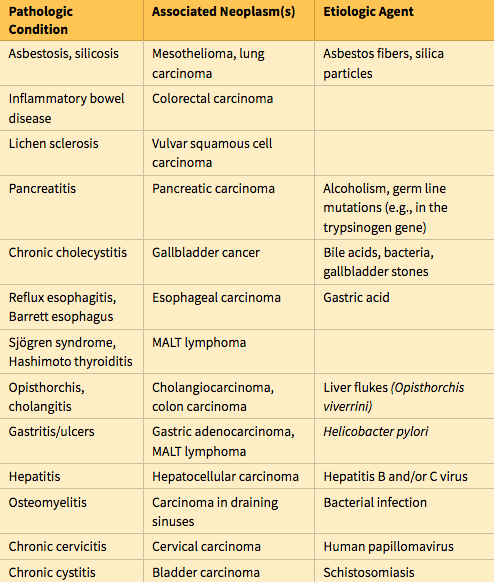 Pathologic Condition | Associated Neoplasm(s) | Etiologic Agent
Asbestosis, silicosis | Mesothelioma, lung carcinoma | Asbestos fibers, silica particles
Inflammatory bowel disease | Colorectal carcinoma |
Lichen sclerosis | Vulvar squamous cell carcinoma |
Pancreatitis | Pancreatic carcinoma | Alcoholism, germ line mutations (e.g., in the trypsinogen gene)
Chronic cholecystitis | Gallbladder cancer | Bile acids, bacteria, gallbladder stones
Reflux esophagitis, Barrett esophagus | Esophageal carcinoma | Gastric acid
Sjögren syndrome, Hashimoto thyroiditis | MALT lymphoma |
Opisthorchis, cholangitis | Cholangiocarcinoma, colon carcinoma | Liver flukes (Opisthorchis viverrini)
Gastritis/ulcers | Gastric adenocarcinoma, MALT lymphoma | Helicobacter pylori
Hepatitis | Hepatocellular carcinoma | Hepatitis B and/or C virus
Osteomyelitis | Carcinoma in draining sinuses | Bacterial infection
Chronic cervicitis | Cervical carcinoma | Human papillomavirus
Chronic cystitis | Bladder carcinoma | Schistosomiasis